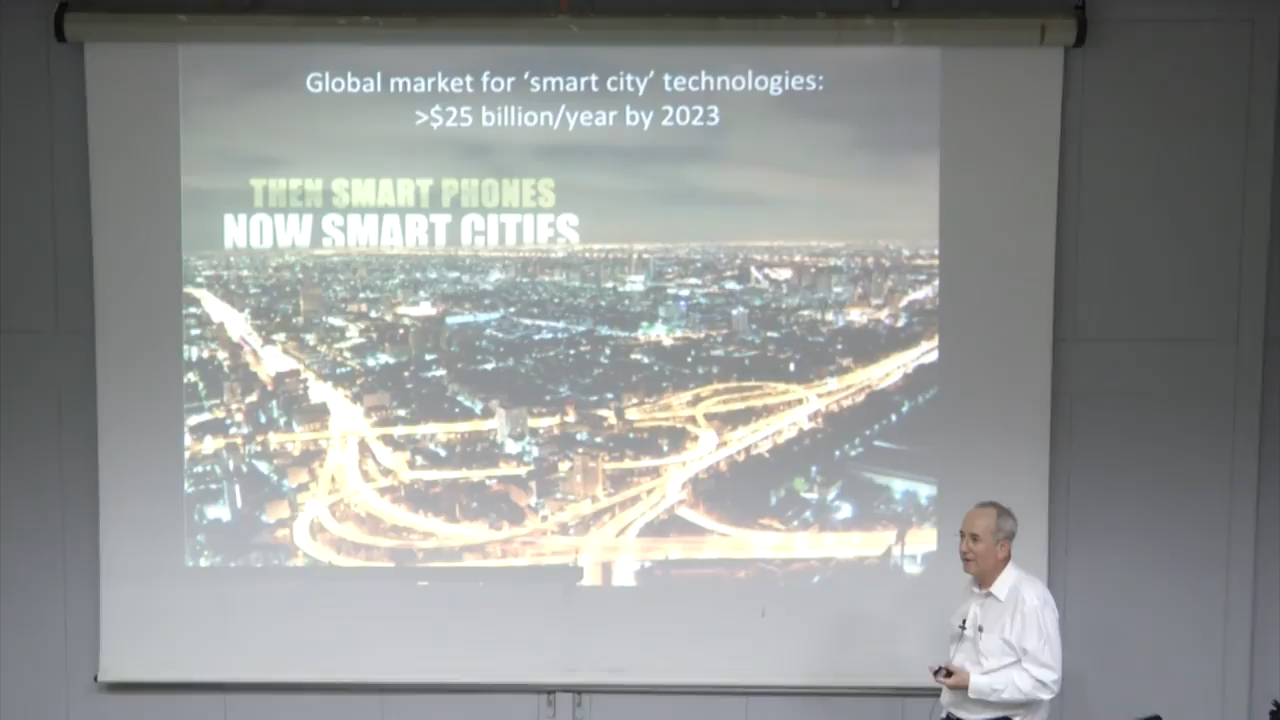 Global market for ‘smart city’ technologies:
>$25 billion/year by 2023
THEN SMART PHONES
NOW SMART CITIES